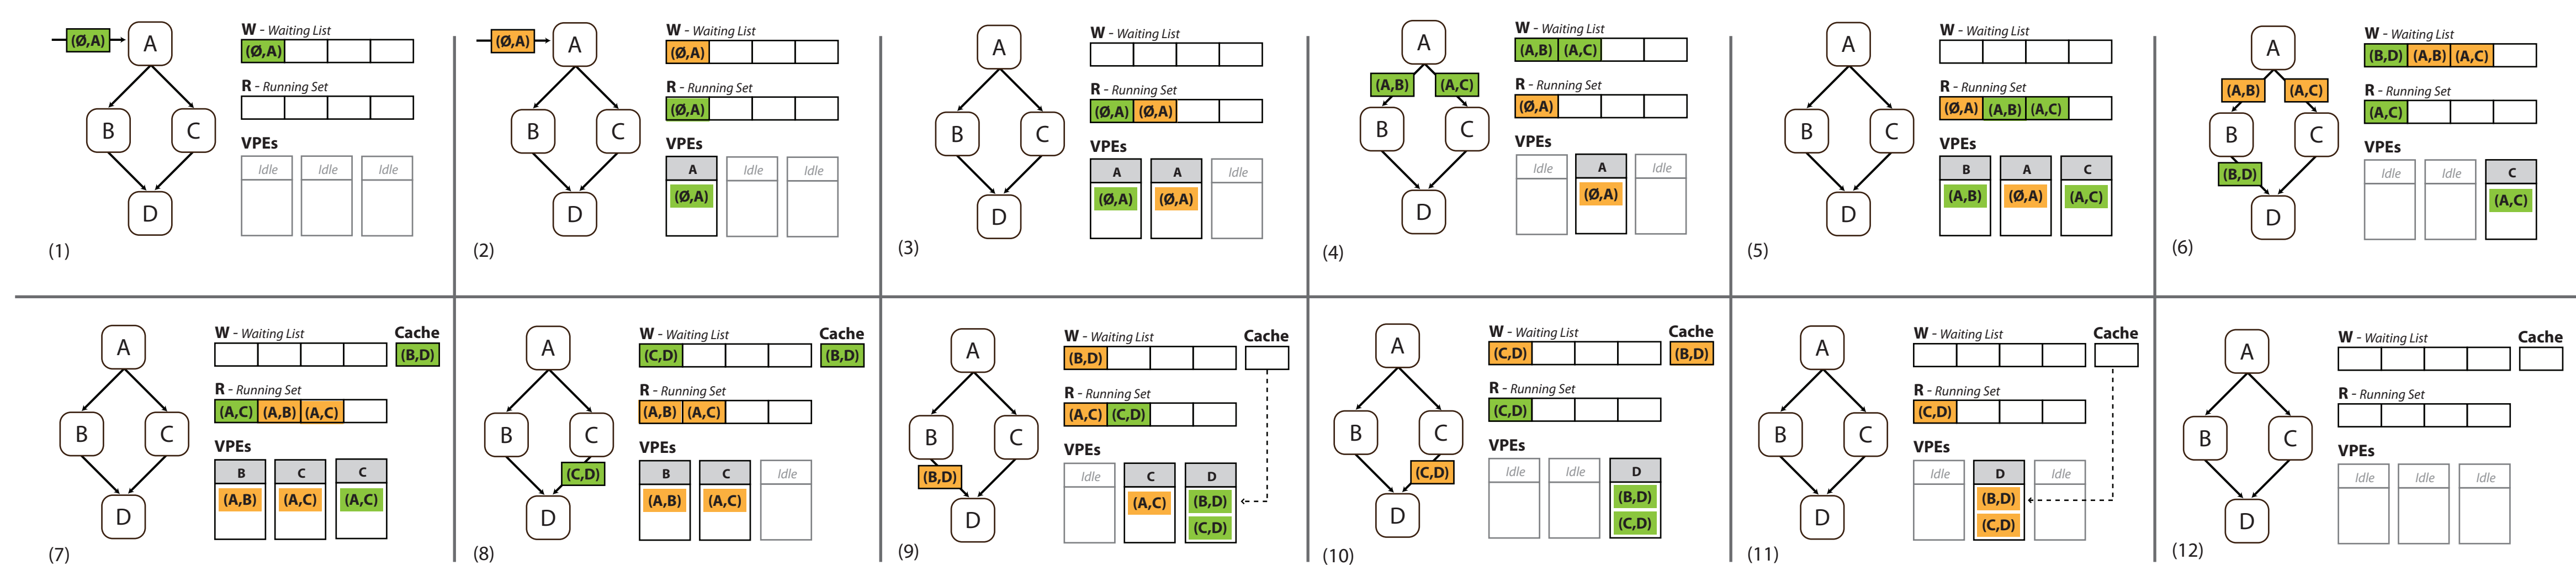 (Ø,A)
A
B
C
D
W - Waiting List
(Ø,A)
R - Running Set
VPEs
Idle Idle Idle
(1)
(Ø,A)
A
B
C
D
W - Waiting List
(Ø,A)
R - Running Set
(Ø,A)
VPEs
A Idle Idle
(Ø,A)
(2)
A
B
C
D
W - Waiting List
R - Running Set
(Ø,A) (Ø,A)
VPEs
A A Idle
(Ø,A) (Ø,A)
(3)
A
(A,B) (A,C)
B
C
D
W - Waiting List
(A,B) (A,C)
R - Running Set
(Ø,A)
VPEs
Idle A Idle
(Ø,A)
(4)
A
B
C
D
W - Waiting List
R - Running Set
(Ø,A) (A,B) (A,C)
VPEs
B A C
(A,B) (Ø,A) (A,C)
(5)
A
(A,B) (A,C)
B
C
(B,D)
D
W - Waiting List
(B,D) (A,B) (A,C)
R - Running Set
(A,C)
VPEs
Idle Idle C
(A,C)
(6)
A
B
C
D
W - Waiting List Cache
(B,D)
R - Running Set
(A,C) (A,B) (A,C)
VPEs
B C C
(A,B) (A,C) (A,C)
(7)
A
B
C
(C,D)
D
W - Waiting List Cache
(C,D) (B,D)
R - Running Set
(A,B) (A,C)
VPEs
B C Idle
(A,B) (A,C)
(8)
A
B
C
(B,D)
D
W - Waiting List Cache
(B,D)
R - Running Set
(A,C) (C,D)
VPEs
Idle C D
(A,C) (B,D)
(C,D)
(9)
A
B
C
(C,D)
D
W - Waiting List Cache
(C,D) (B,D)
R - Running Set
(C,D)
VPEs
Idle Idle D
(B,D)
(C,D)
(10)
A
B
C
D
W - Waiting List Cache
R - Running Set
(C,D)
VPEs
Idle D Idle
(B,D)
(C,D)
(11)
A
B
C
D
W - Waiting List Cache
R - Running Set
VPEs
Idle Idle Idle
(12)